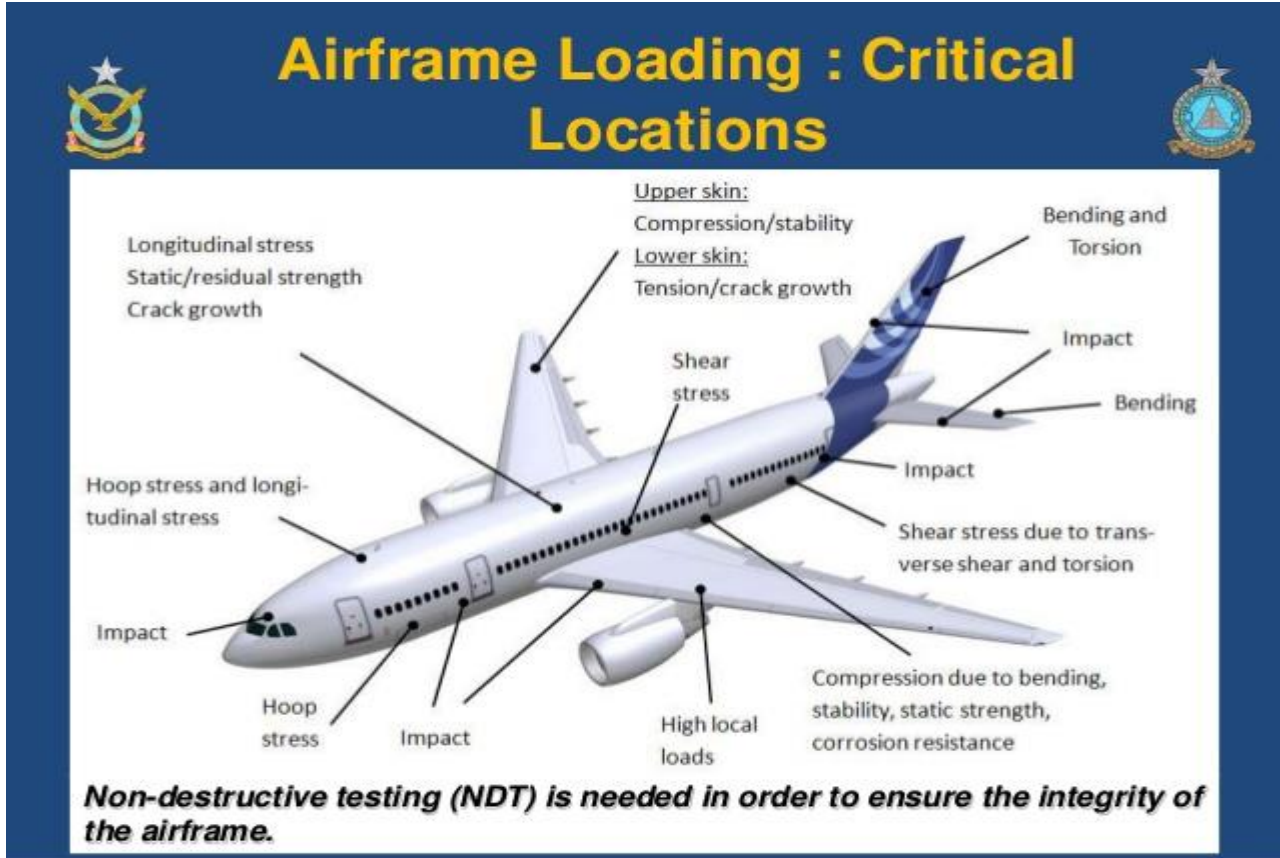 Airframe Loading : Critical
Locations
Upper skin:
Compression/stability
Lower skin:
Tension/crack growth
Bending and
Torsion
Longitudinal stress
Static/residual strength
Crack growth
Impact
Shear
stress
Bending
Impact
Hoop stress and longi-
tudinal stress
Shear stress due to trans-
verse shear and torsion
Impact
Compression due to bending,
stability, static strength,
corrosion resistance
Hoop
stress
Impact
High local
loads
Non-destructive testing (NDT) is needed in order to ensure the integrity of
the airframe.